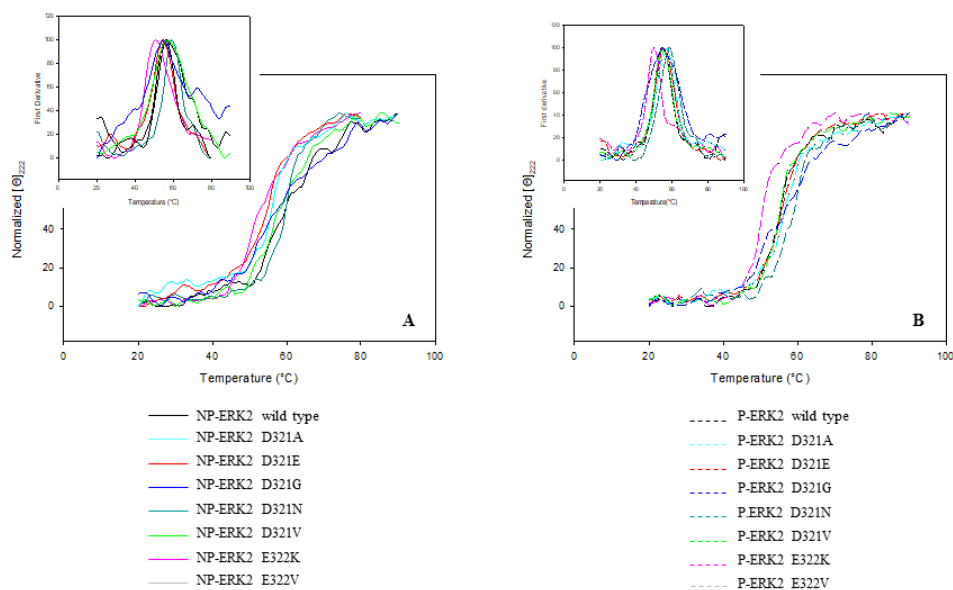 First Derivative
120
100
80
60
40
20
0
0 20 40 60 80 100
Temperature (°C)
Normalized [Θ]222
40
20
0
A
0 20 40 60 80 100
Temperature (°C)
NP-ERK2 wild type
NP-ERK2 D321A
NP-ERK2 D321E
NP-ERK2 D321G
NP-ERK2 D321N
NP-ERK2 D321V
NP-ERK2 E322K
NP-ERK2 E322V
First derivative
120
100
80
60
40
20
0
0 20 40 60 80 100
Temperature(°C)
Normalized [Θ]222
40
20
0
B
0 20 40 60 80 100
Temperature (°C)
P-ERK2 wild type
P-ERK2 D321A
P-ERK2 D321E
P-ERK2 D321G
P-ERK2 D321N
P-ERK2 D321V
P-ERK2 E322K
P-ERK2 E322V